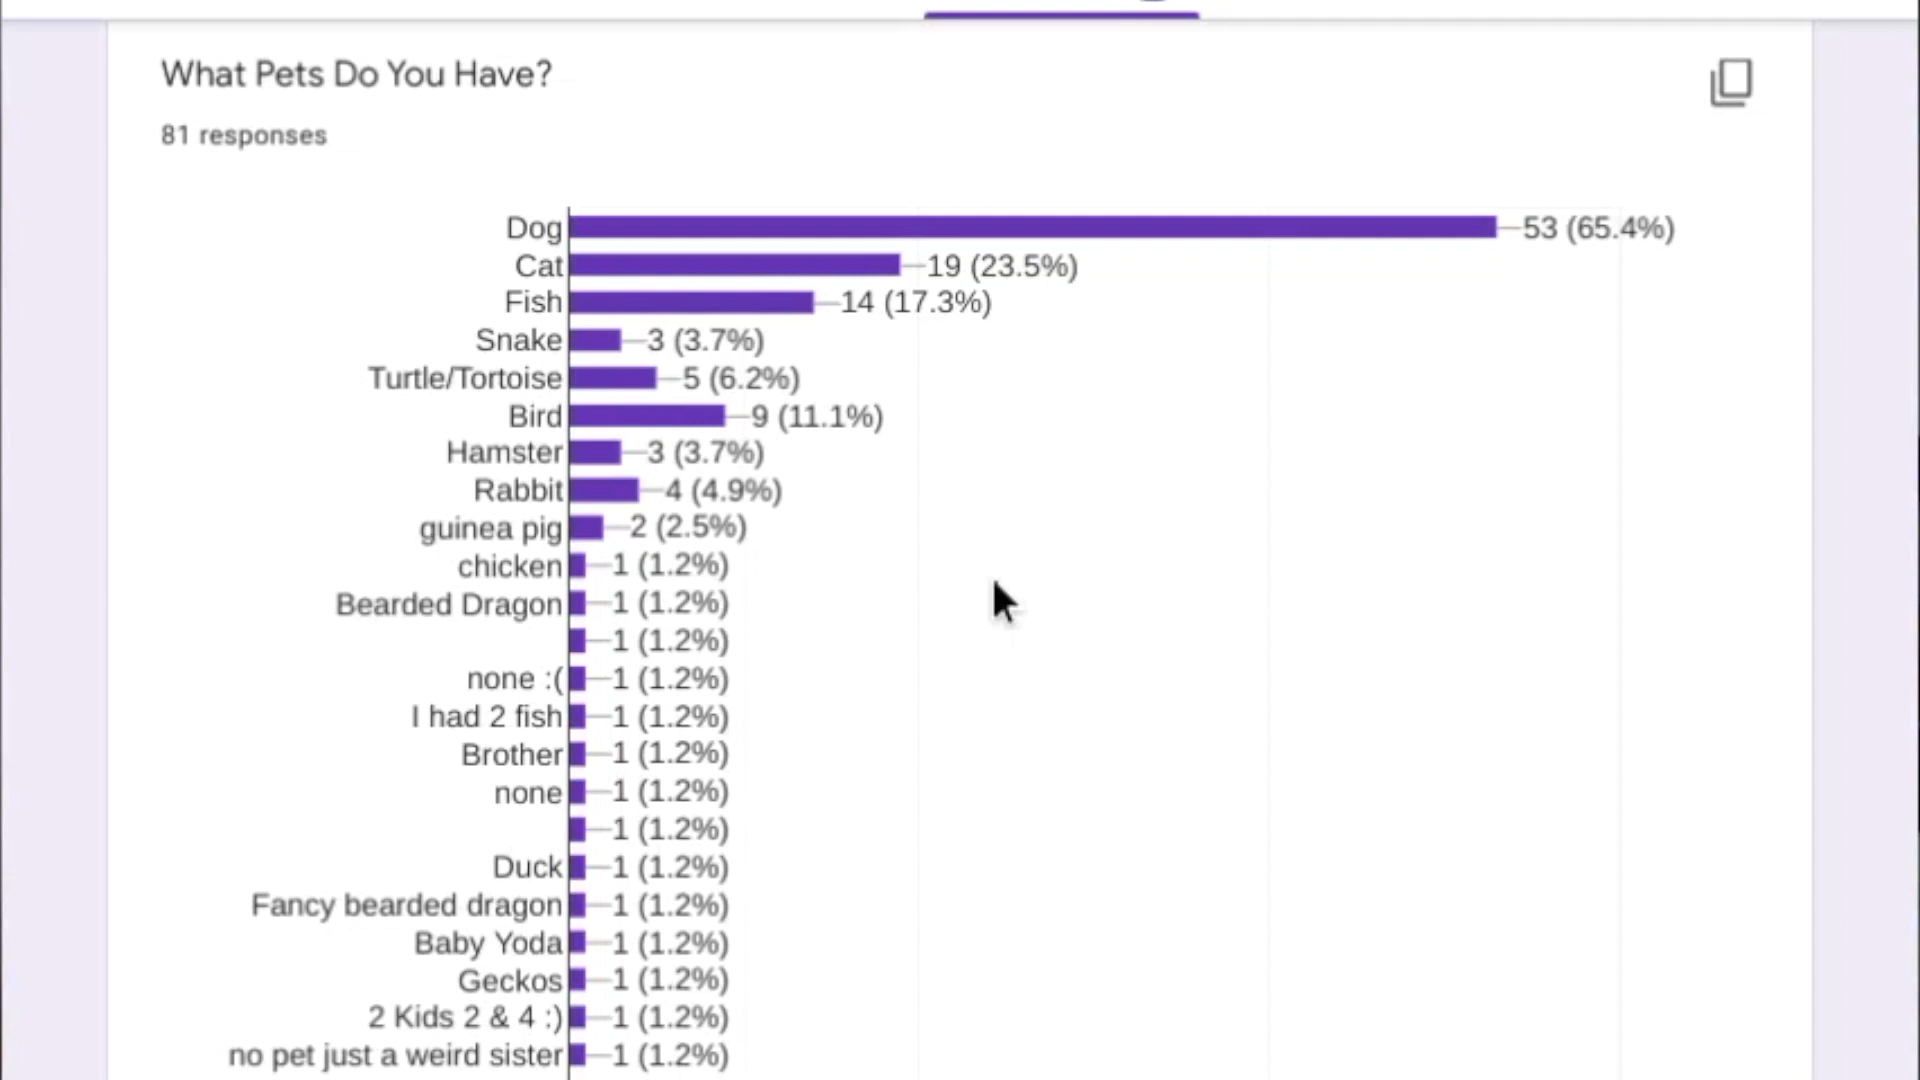 What Pets Do You Have?
81 responses
Dog 53 (65.4%)
Cat 19 (23.5%)
Fish 14 (17.3%)
Snake 3 (3.7%)
Turtle/Tortoise 5 (6.2%)
Bird 9 (11.1%)
Hamster 3 (3.7%)
Rabbit 4 (4.9%)
guinea pig 2 (2.5%)
chicken 1 (1.2%)
Bearded Dragon 1 (1.2%)
1 (1.2%)
none :( 1 (1.2%)
I had 2 fish 1 (1.2%)
Brother 1 (1.2%)
none 1 (1.2%)
1 (1.2%)
Duck 1 (1.2%)
Fancy bearded dragon 1 (1.2%)
Baby Yoda 1 (1.2%)
Geckos 1 (1.2%)
2 Kids 2 & 4 :) 1 (1.2%)
no pet just a weird sister 1 (1.2%)